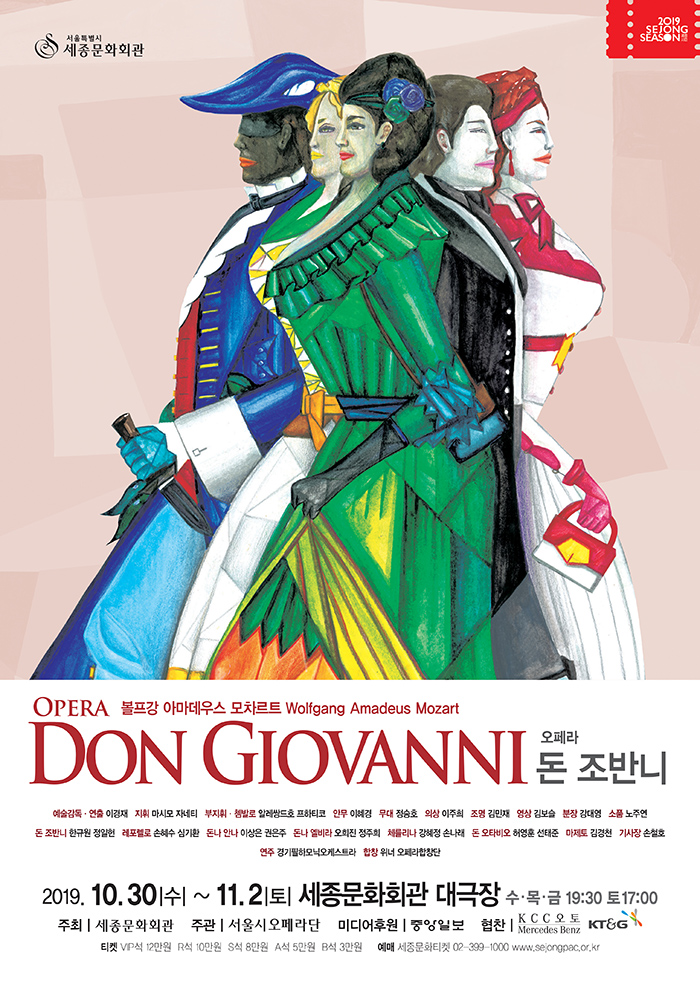 서울특별시
세종문화회관
2019
SEJONG
SEASON
OPERA 볼프강 아마데우스 모차르트 Wolfgang Amadeus Mozart
DON GIOVANNI 오페라 돈 조반니
예술감독·연출 이경재 지휘 마시모 자네티 부지휘·쳄발로 알레쌍드호 프하티코 안무 이혜경 무대 정승호 의상 이주희 조명 김민재 영상 김보슬 분장 강대영 소품 노주연
돈 조반니 한규원 정일헌 레포렐로 손혜수 심기환 돈나 안나 이상은 권은주 돈나 엘비라 오희진 정주희 체를리나 강혜정 손나래 돈 오타비오 허영훈 선태준 마제토 김경천 기사장 손철호
연주 경기필하모닉오케스트라 합창 위너 오페라합창단
2019. 10. 30|수| ~ 11. 2|토| 세종문화회관 대극장 수·목·금 19:30 토17:00
주최 | 세종문화회관 주관 | 서울시오페라단 미디어후원 | 중앙일보 협찬 | KCC오토 Mercedes Benz KT&G
티켓 VIP석 12만원 R석 10만원 S석 8만원 A석 5만원 B석 3만원 예매 세종문화티켓 02-399-1000 www.sejongpac.or.kr